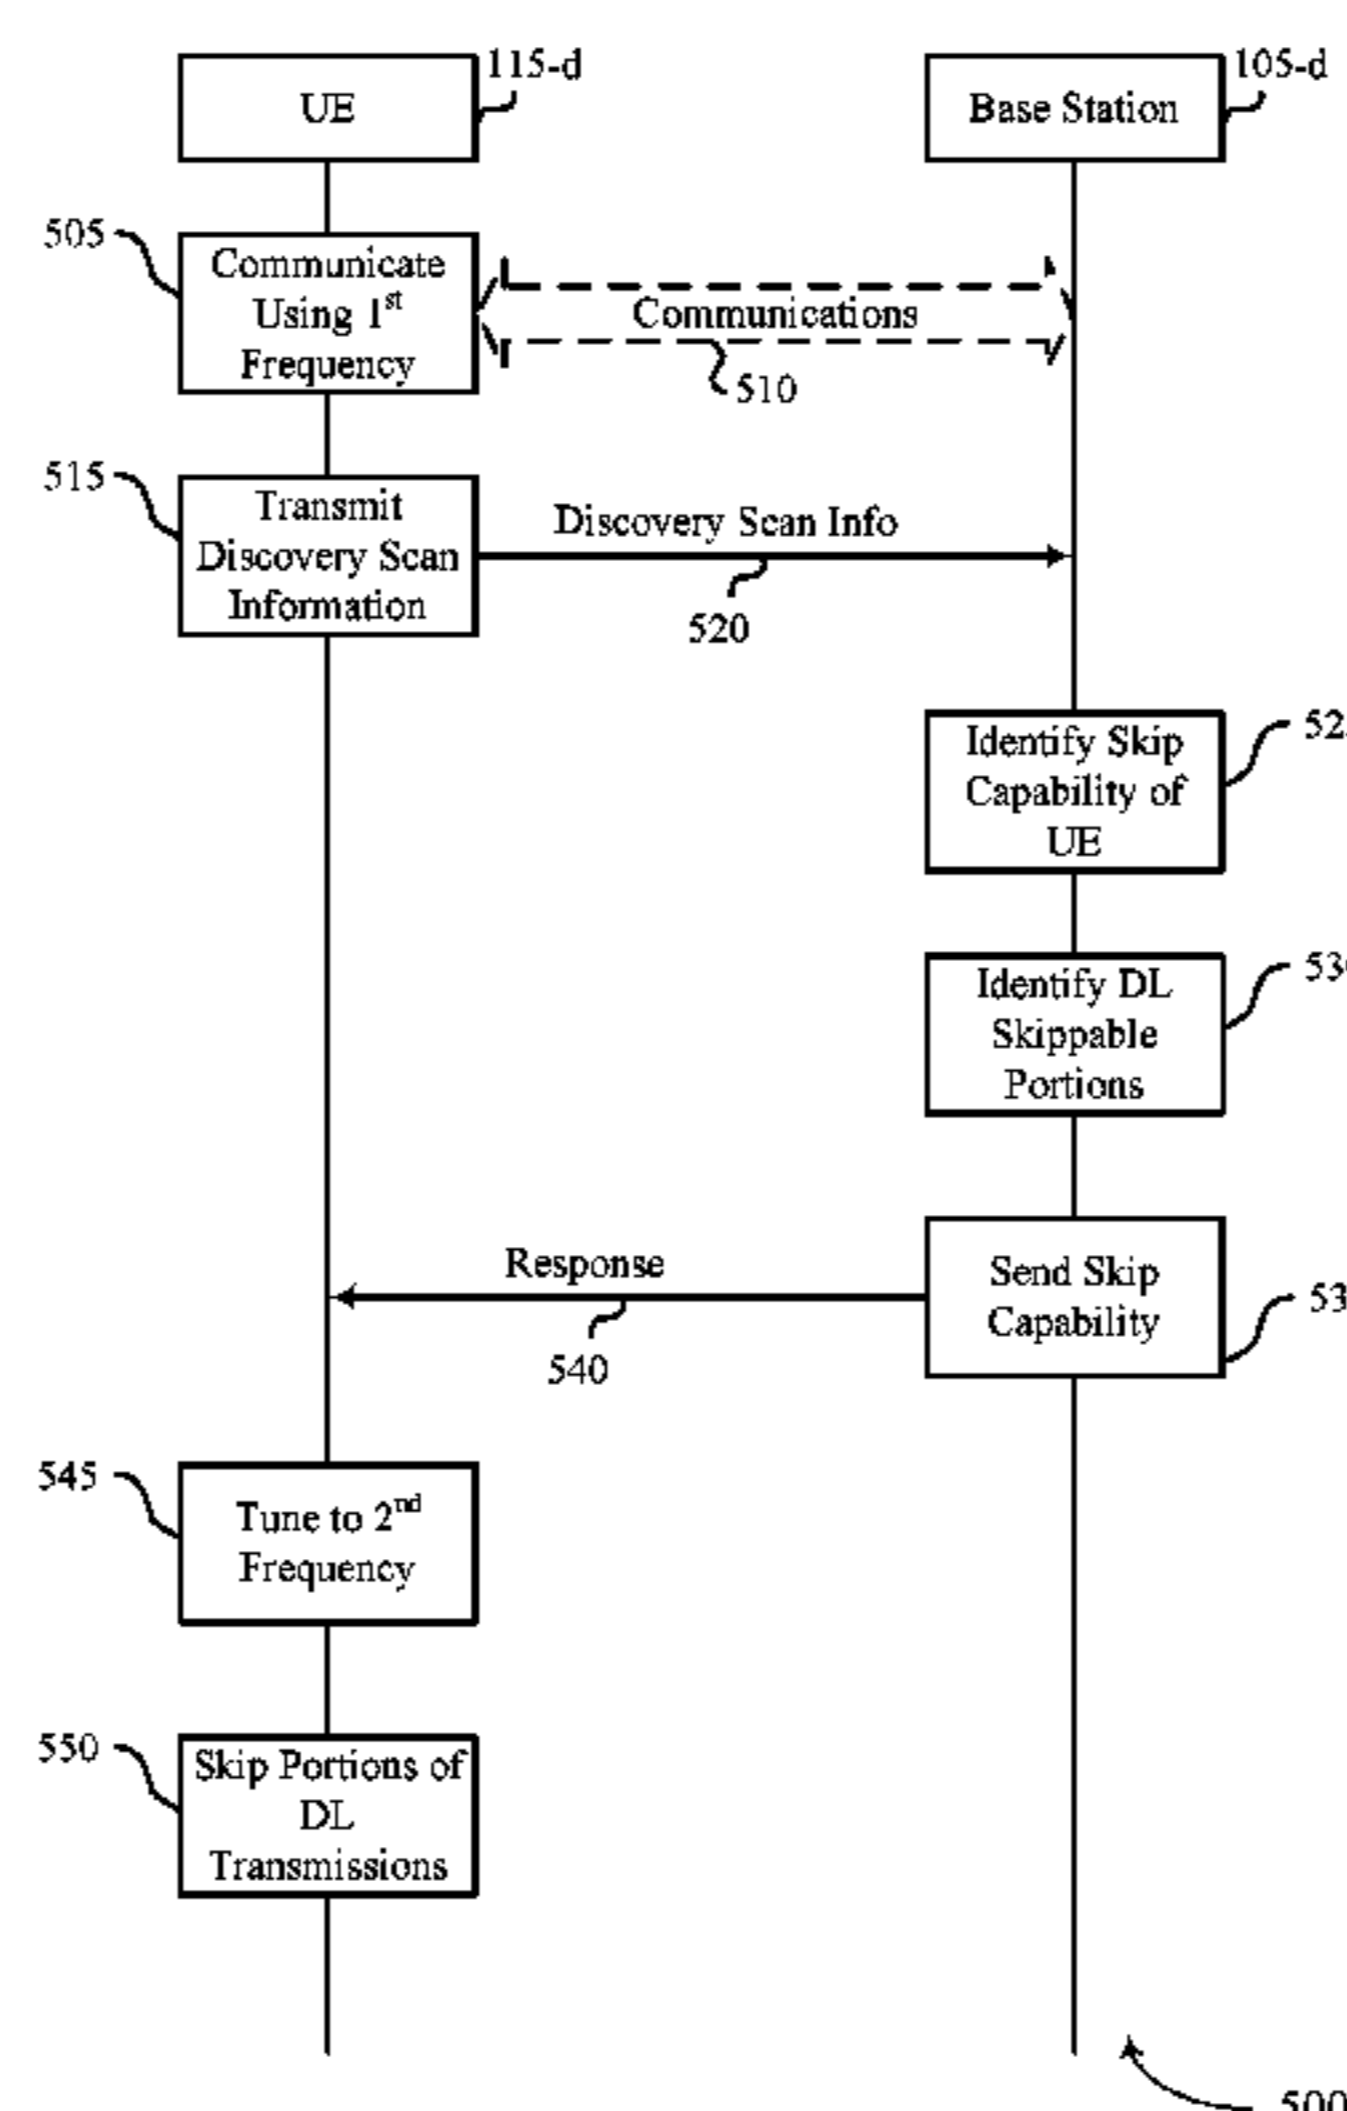 115-d
105-d
UE
Base Station
505
Communicate
Using 1st
Frequency
Communications
510
515
Transmit
Discovery Scan
Information
Discovery Scan Info
520
Identify Skip
Capability of
UE
Identify DL
Skippable
Portions
Response
540
Send Skip
Capability
545
Tune to 2nd
Frequency
550
Skip Portions of
DL
Transmissions
500